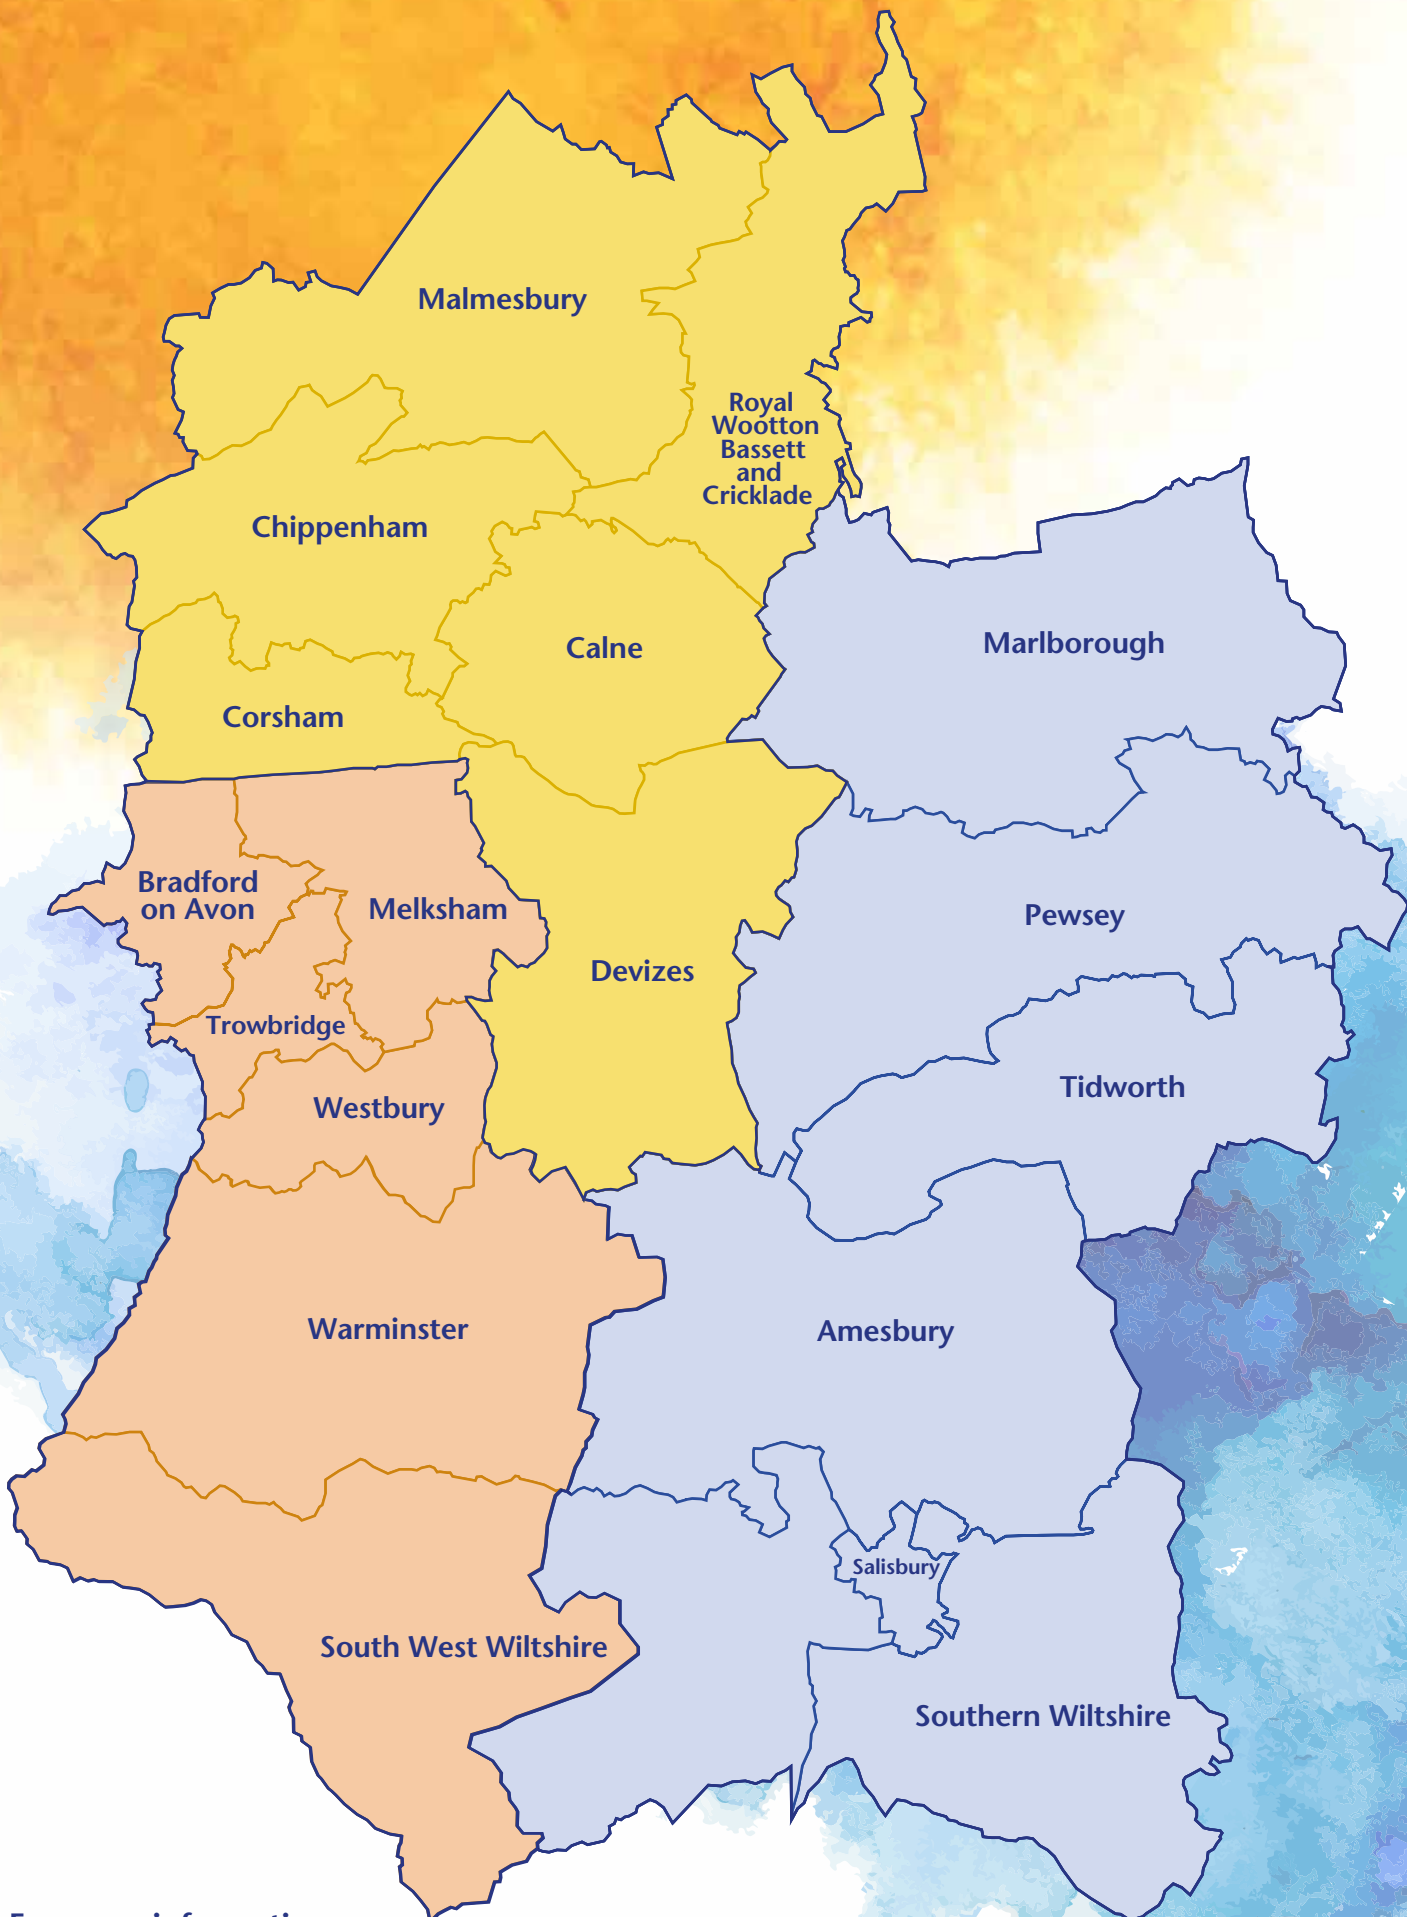 Malmesbury
Royal
Wootton
Bassett
and
Cricklade
Chippenham
Calne
Marlborough
Corsham
Bradford
on Avon
Melksham
Pewsey
Devizes
Trowbridge
Tidworth
Westbury
Warminster
Amesbury
Salisbury
South West Wiltshire
Southern Wiltshire